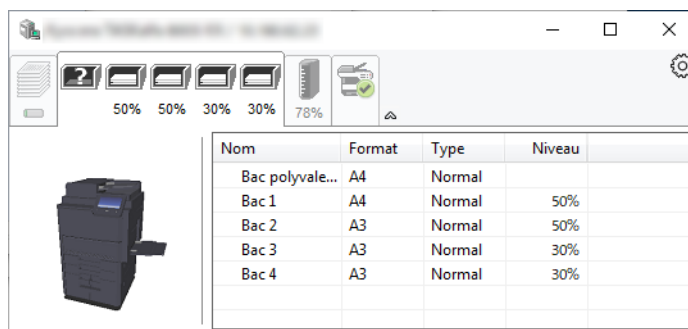 ?
50% 50% 30% 30% 78%
Nom Format Type Niveau
Bac polyvale... A4 Normal
Bac 1 A4 Normal 50%
Bac 2 A3 Normal 50%
Bac 3 A3 Normal 30%
Bac 4 A3 Normal 30%